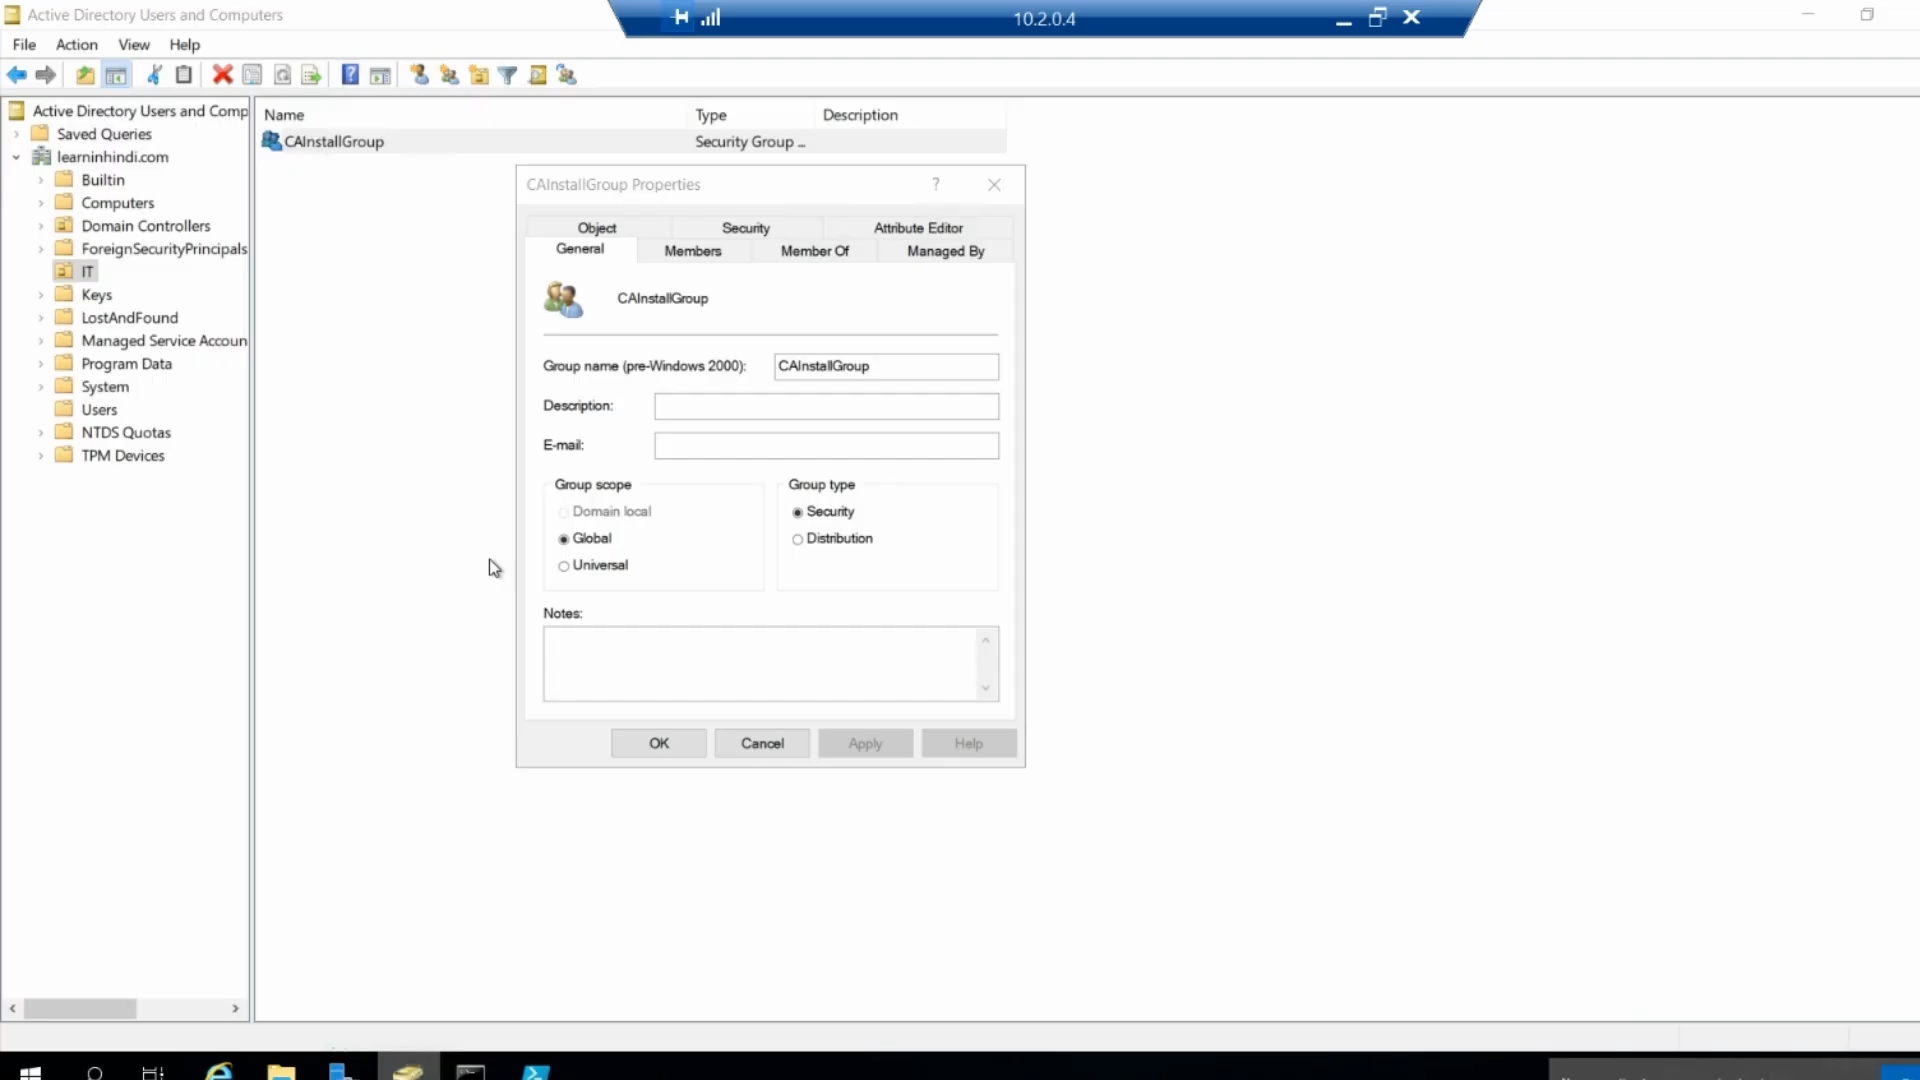 Active Directory Users and Computers
10.2.0.4
File Action View Help
Active Directory Users and Comp
Saved Queries
learninhindi.com
Builtin
Computers
Domain Controllers
ForeignSecurityPrincipals
IT
Keys
LostAndFound
Managed Service Accoun
Program Data
System
Users
NTDS Quotas
TPM Devices
Name Type Description
CAInstallGroup Security Group ...
CAInstallGroup Properties
Object Security Attribute Editor
General Members Member Of Managed By
CAInstallGroup
Group name (pre-Windows 2000): CAInstallGroup
Description:
E-mail:
Group scope
Domain local
Global
Universal
Group type
Security
Distribution
Notes:
OK Cancel Apply Help